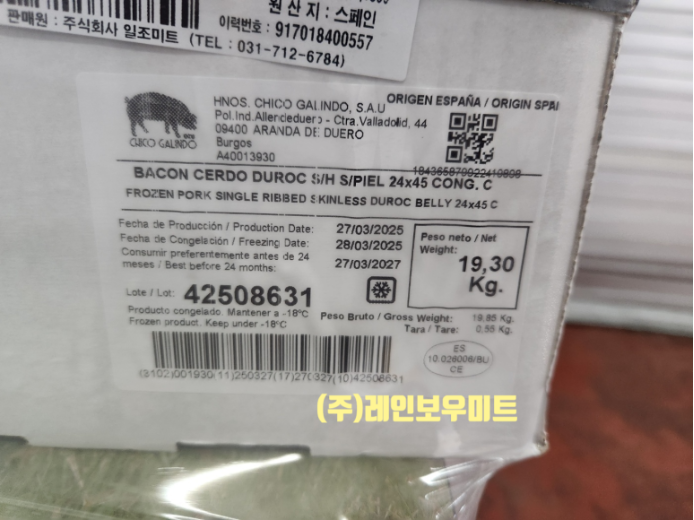 원 산 지 : 스페인
이력번호 : 917018400557
판매원 : 주식회사 일조미트 (TEL : 031-712-6784)
HNOS. CHICO GALINDO, S.A.U
ORIGEN ESPAÑA / ORIGIN SPAI
Pol.Ind.Allendeduero - Ctra.Valladolid, 44
09400 ARANDA DE DUERO
Burgos
A40013930
CHICO GALINDO
BACON CERDO DUROC S/H S/PIEL 24x45 CONG. C
FROZEN PORK SINGLE RIBBED SKINLESS DUROC BELLY 24x45 C
Fecha de Producción / Production Date: 27/03/2025
Fecha de Congelación / Freezing Date: 28/03/2025
Consumir preferentemente antes de 24
meses / Best before 24 months: 27/03/2027
Peso neto / Net
Weight:
19,30
Kg.
Lote / Lot: 42508631
Producto congelado. Mantener a -18ºC
Frozen product. Keep under -18ºC
Peso Bruto / Gross Weight: 19,85 Kg.
Tara / Tare: 0,55 Kg.
ES
10.026006/BU
CE
(3102)001930(11)250327(17)270327(10)42508631
(주)레인보우미트